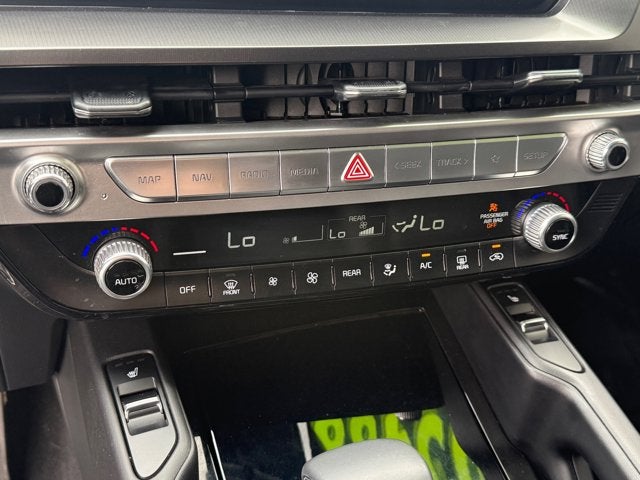 MAP NAV RADIO MEDIA < SEEK TRACK > SETUP
REAR
Lo Lo Lo
PASSENGER
AIR BAG
OFF
AUTO SYNC
OFF FRONT REAR A/C REAR